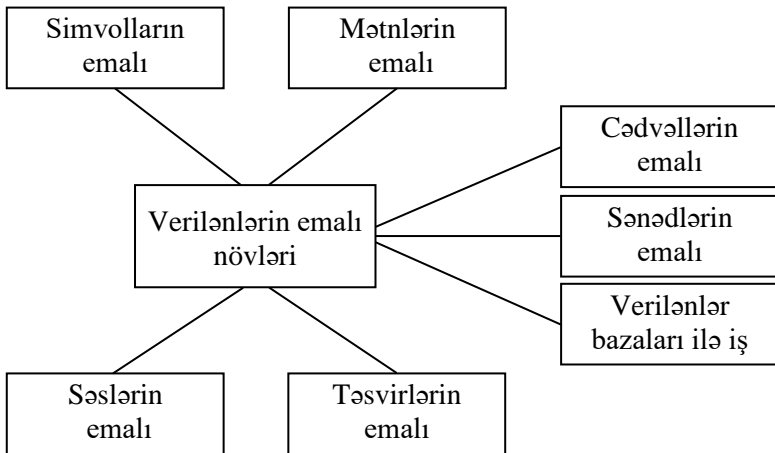 Simvolların
emalı
Mətnlərin
emalı
Cədvəllərin
emalı
Verilənlərin emalı
növləri
Sənədlərin
emalı
Verilənlər
bazaları ilə iş
Səslərin
emalı
Təsvirlərin
emalı